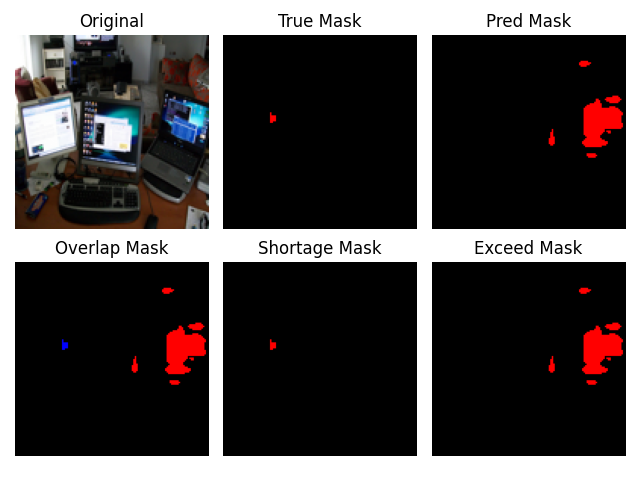 Original
True Mask
Pred Mask
Overlap Mask
Shortage Mask
Exceed Mask